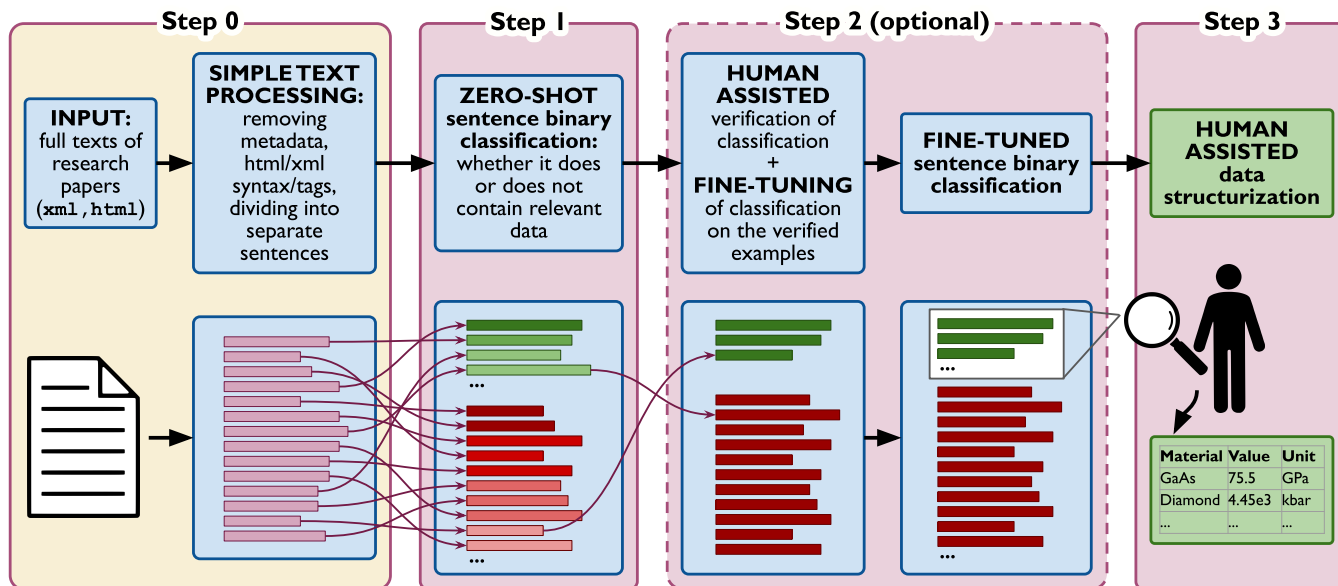 Step 0
Step 1
Step 2 (optional)
Step 3
INPUT:
full texts of
research
papers
(xml,html)
SIMPLE TEXT
PROCESSING:
removing
metadata,
html/xml
syntax/tags,
dividing into
separate
sentences
ZERO-SHOT
sentence binary
classification:
whether it does
or does not
contain relevant
data
HUMAN
ASSISTED
verification of
classification
+
FINE-TUNING
of classification
on the verified
examples
FINE-TUNED
sentence binary
classification
HUMAN
ASSISTED
data
structurization
...
...
...
...
Material Value Unit
GaAs 75.5 GPa
Diamond 4.45e3 kbar
... ... ...